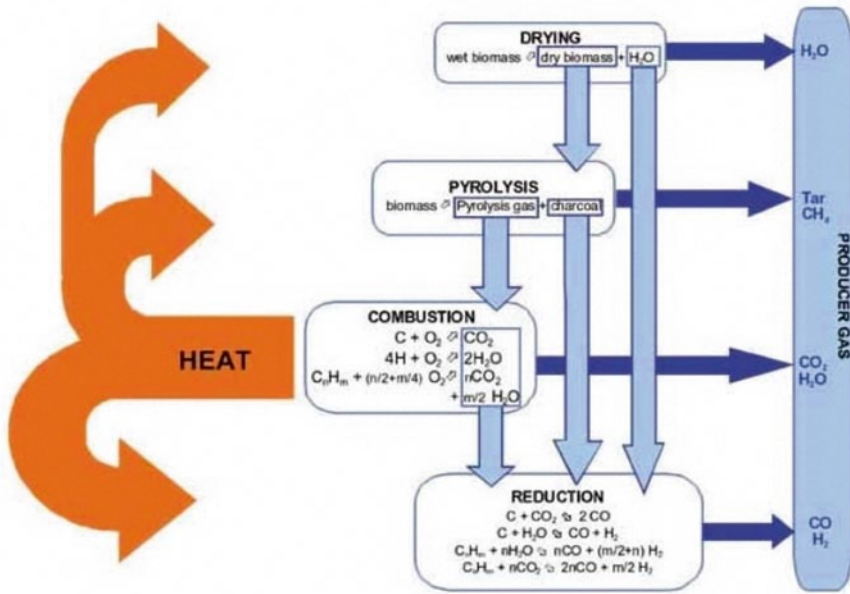 DRYING
wet biomass ⬀ dry biomass + H₂O
H₂O
PYROLYSIS
biomass ⬀ Pyrolysis gas + charcoal
Tar
CH₄
PRODUCER GAS
HEAT
COMBUSTION
C + O₂ ⬀ CO₂
4H + O₂ ⬀ 2H₂O
CₙHₘ + (n/2+m/4) O₂ ⬀ nCO₂
+ m/2 H₂O
CO₂
H₂O
REDUCTION
C + CO₂ ⬂ 2 CO
C + H₂O ⬂ CO + H₂
CₙHₘ + nH₂O ⬂ nCO + (m/2+n) H₂
CₙHₘ + nCO₂ ⬂ 2nCO + m/2 H₂
CO
H₂